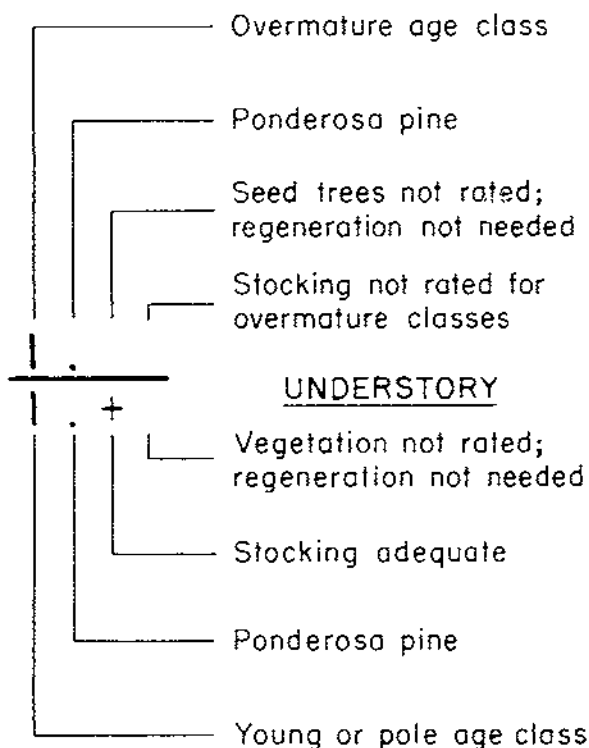 Overmature age class
Ponderosa pine
Seed trees not rated;
regeneration not needed
Stocking not rated for
overmature classes
| .
UNDERSTORY
| . +
Vegetation not rated;
regeneration not needed
Stocking adequate
Ponderosa pine
Young or pole age class